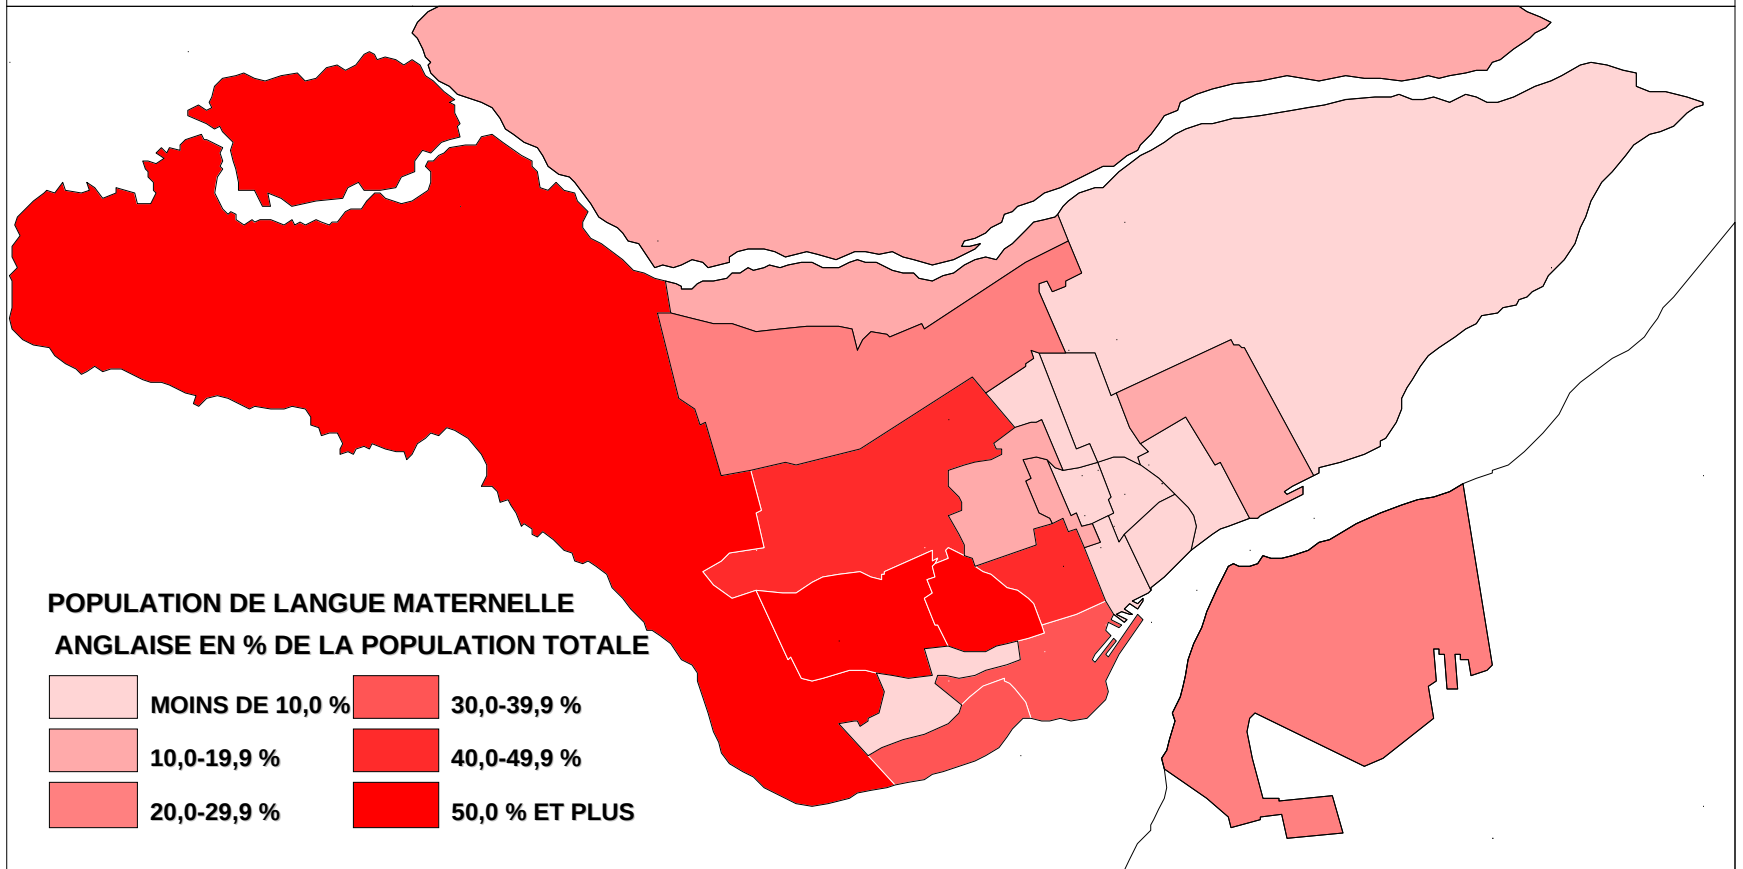 POPULATION DE LANGUE MATERNELLE
ANGLAISE EN % DE LA POPULATION TOTALE
MOINS DE 10,0 %
10,0-19,9 %
20,0-29,9 %
30,0-39,9 %
40,0-49,9 %
50,0 % ET PLUS